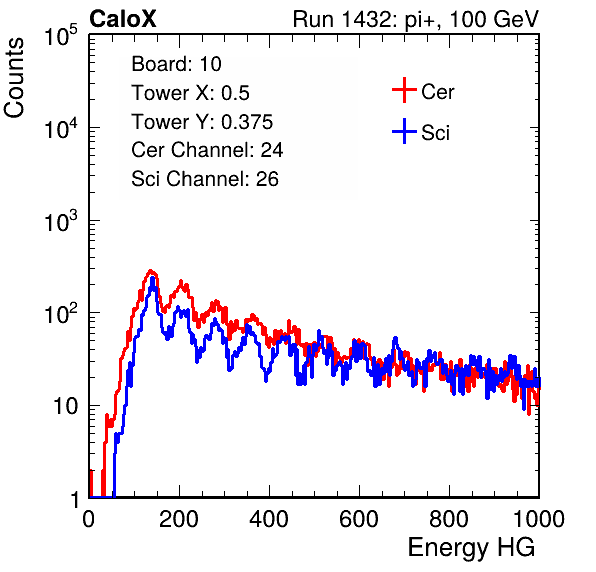 CaloX Run 1432: pi+, 100 GeV
Counts
Board: 10
Tower X: 0.5
Tower Y: 0.375
Cer Channel: 24
Sci Channel: 26
Cer
Sci
10^5
10^4
10^3
10^2
10
1
0 200 400 600 800 1000
Energy HG